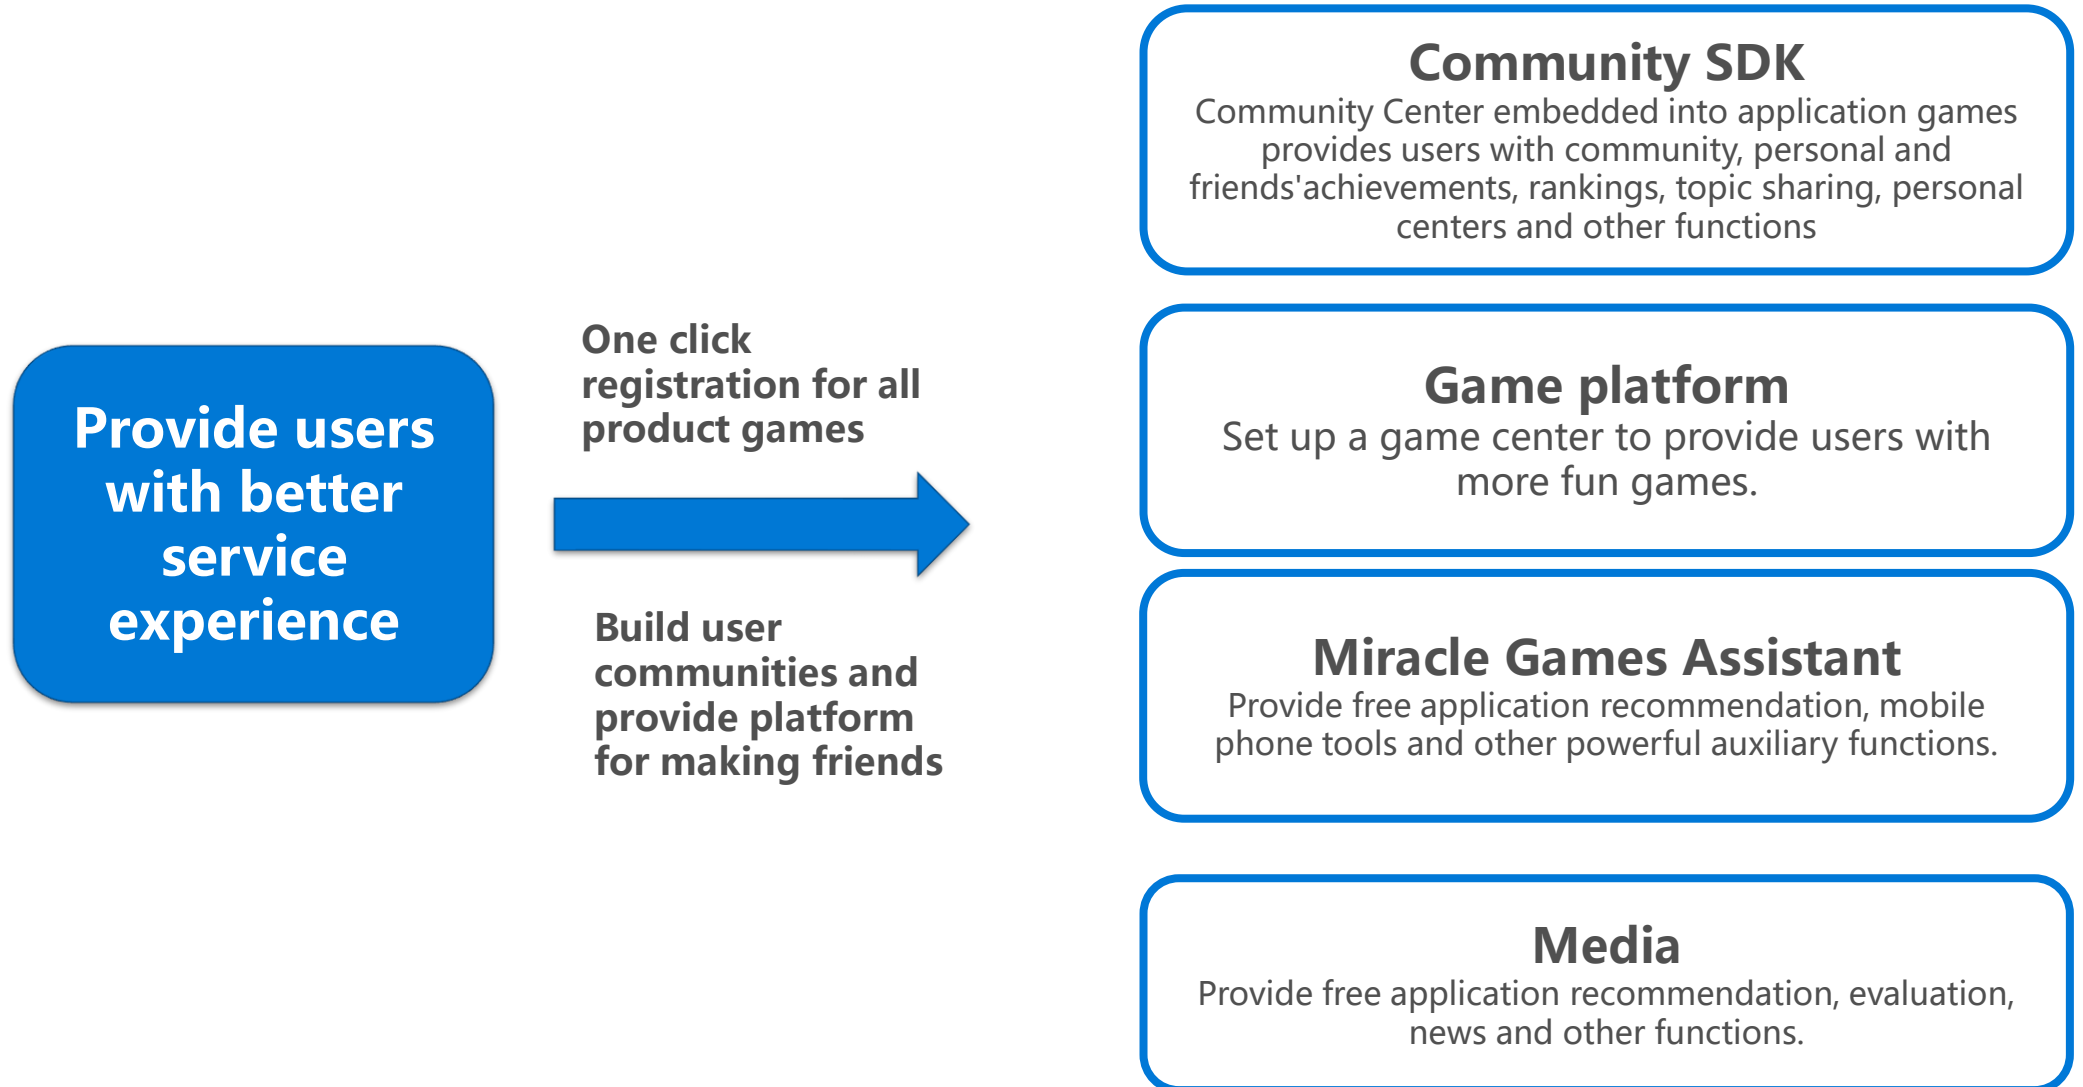 Provide users
with better
service
experience
One click
registration for all
product games
Build user
communities and
provide platform
for making friends
Community SDK
Community Center embedded into application games
provides users with community, personal and
friends'achievements, rankings, topic sharing, personal
centers and other functions
Game platform
Set up a game center to provide users with
more fun games.
Miracle Games Assistant
Provide free application recommendation, mobile
phone tools and other powerful auxiliary functions.
Media
Provide free application recommendation, evaluation,
news and other functions.